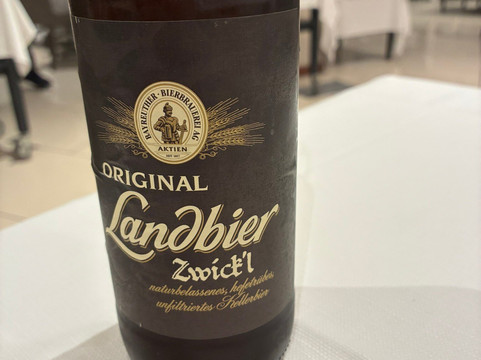 BAYREUTHER · BIERBRAUEREI AG
AKTIEN
ORIGINAL
Landbier
Zwick'l
naturbelassenes, hefetrübes,
unfiltriertes Kellerbier